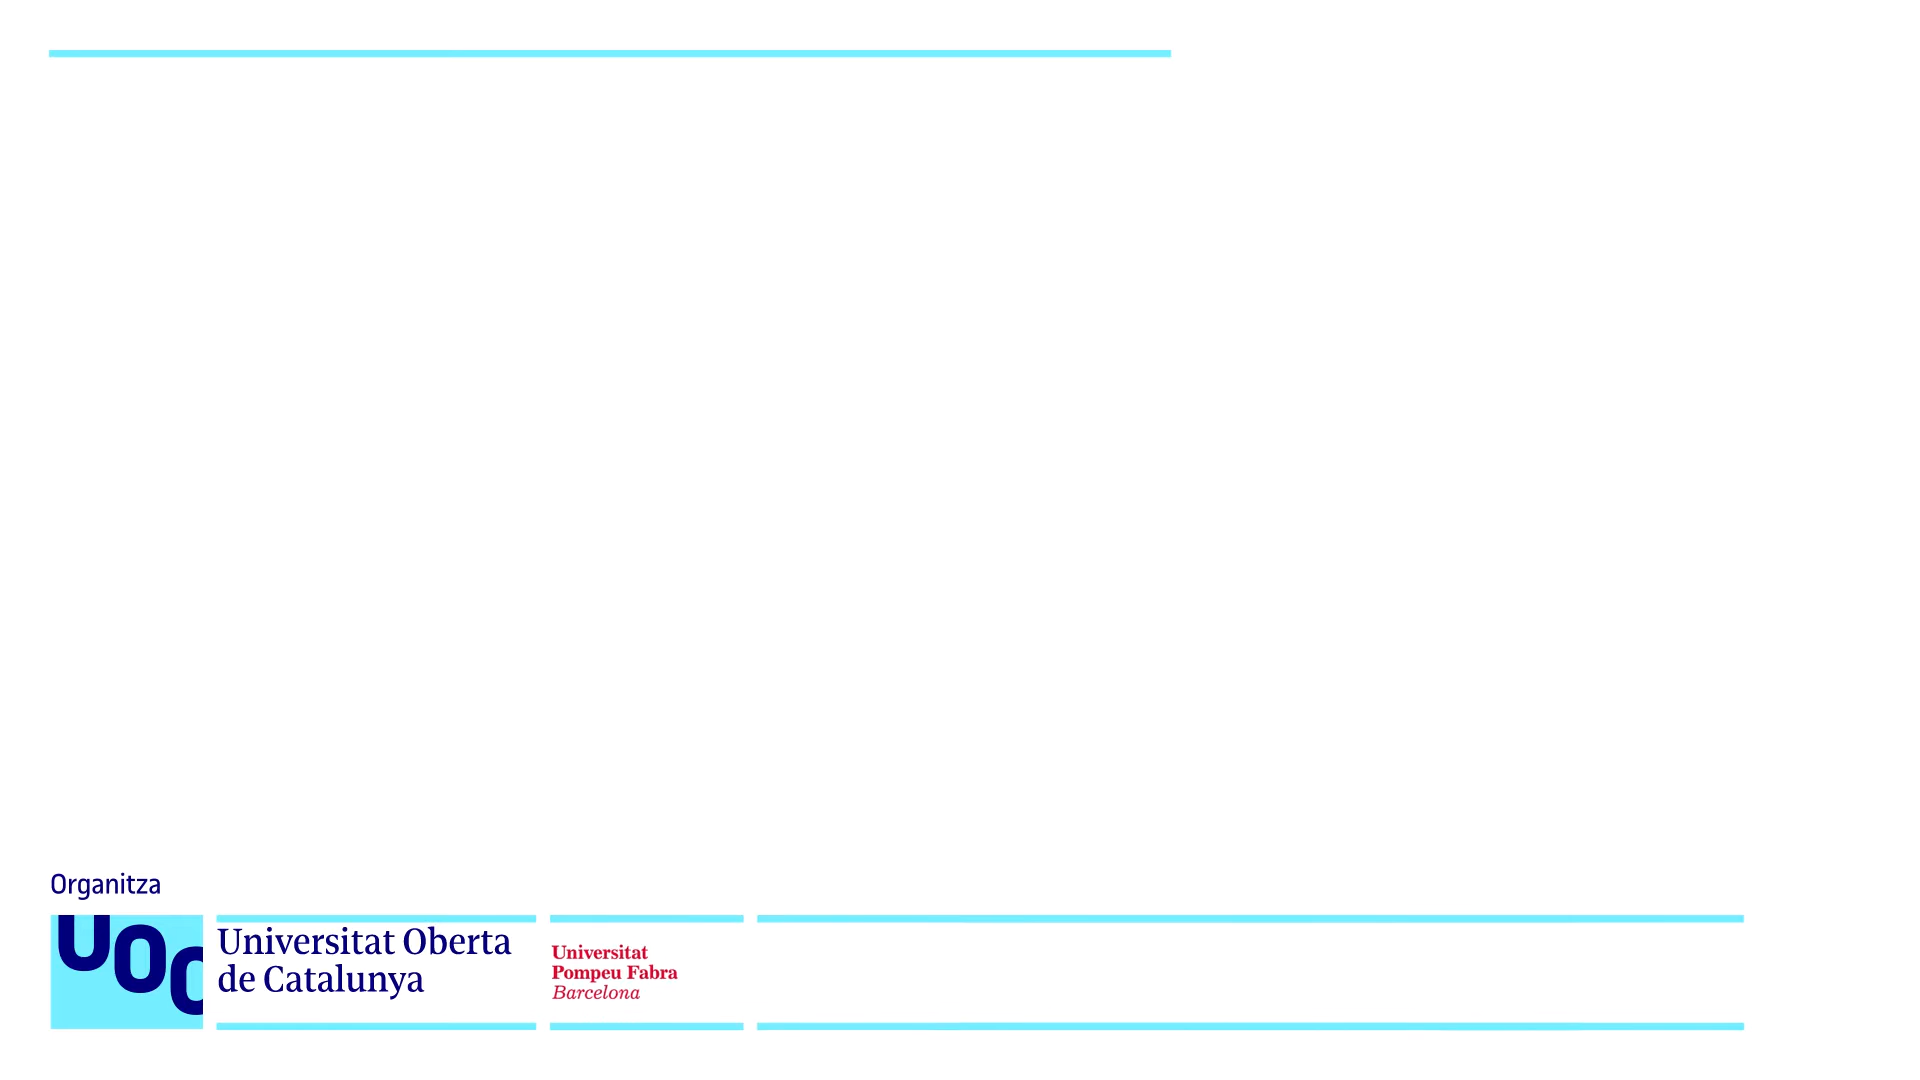 Organitza
UOC
Universitat Oberta
de Catalunya
Universitat
Pompeu Fabra
Barcelona